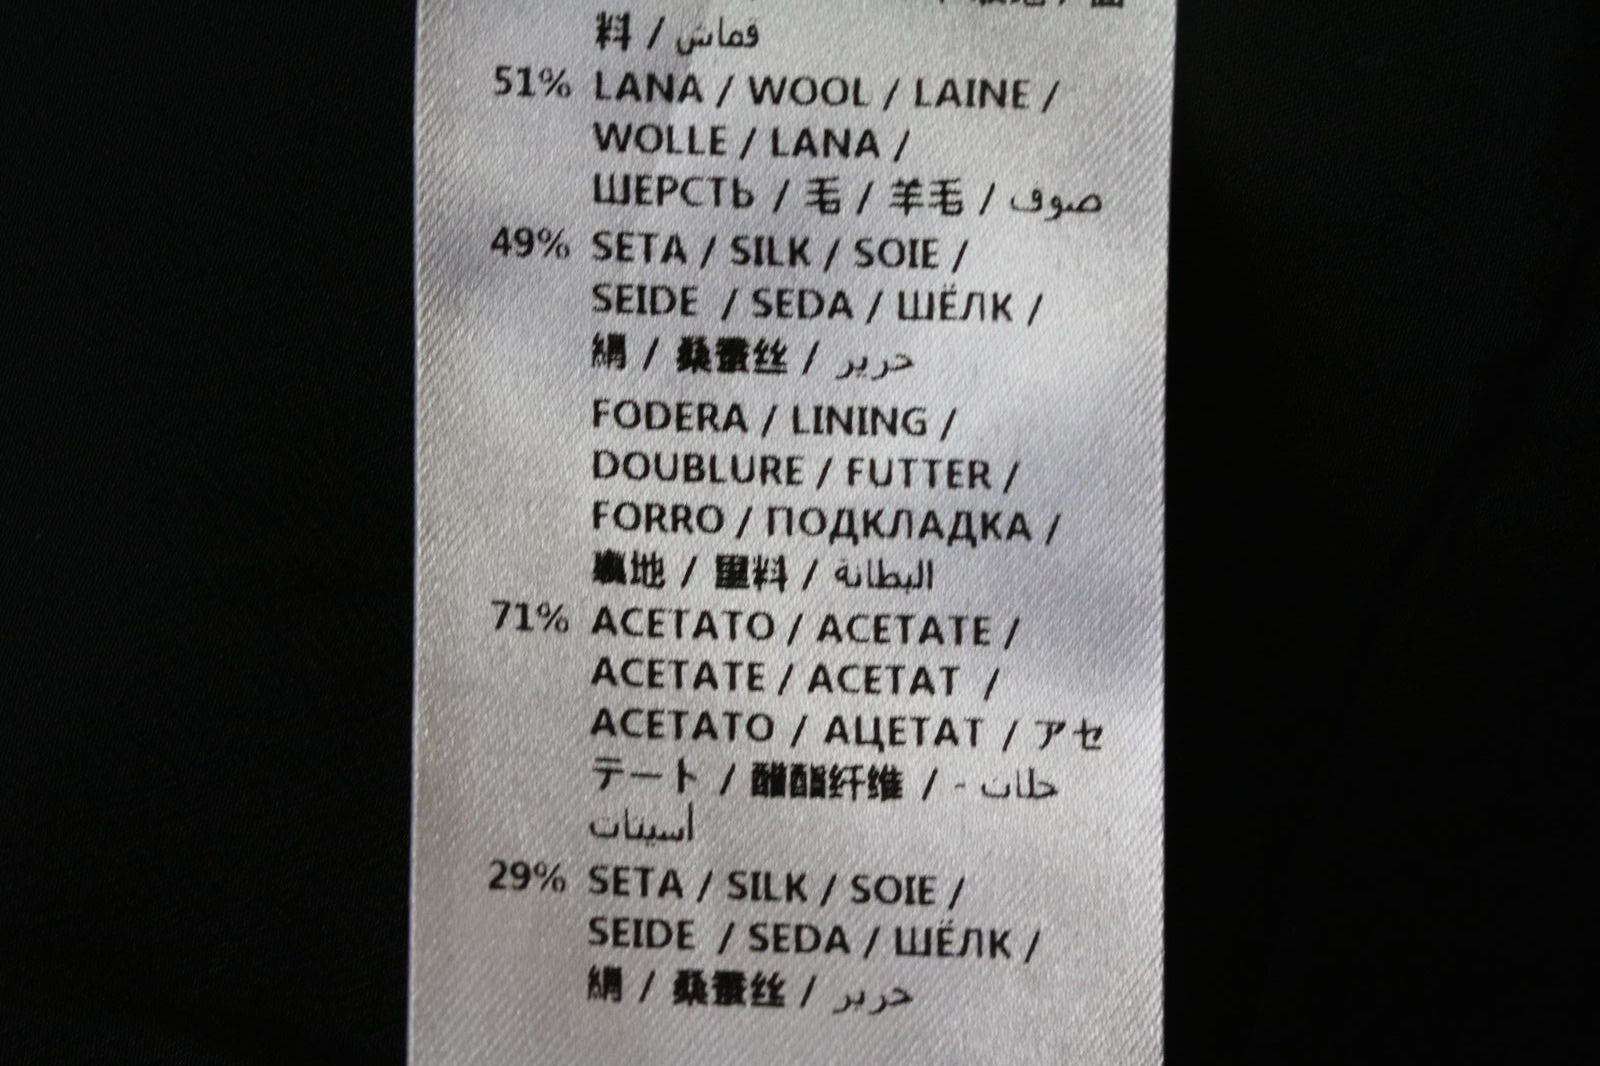 料 / قماش
51% LANA / WOOL / LAINE /
WOLLE / LANA /
ШЕРСТЬ / 毛 / 羊毛 / صوف
49% SETA / SILK / SOIE /
SEIDE / SEDA / ШЁЛК /
絹 / 桑蚕丝 / حرير
FODERA / LINING /
DOUBLURE / FUTTER /
FORRO / ПОДКЛАДКА /
裏地 / 里料 / البطانة
71% ACETATO / ACETATE /
ACETATE / ACETAT /
ACETATO / АЦЕТАТ / アセ
テート / 醋酯纤维 / - خلات
أسيتات
29% SETA / SILK / SOIE /
SEIDE / SEDA / ШЁЛК /
絹 / 桑蚕丝 / حرير